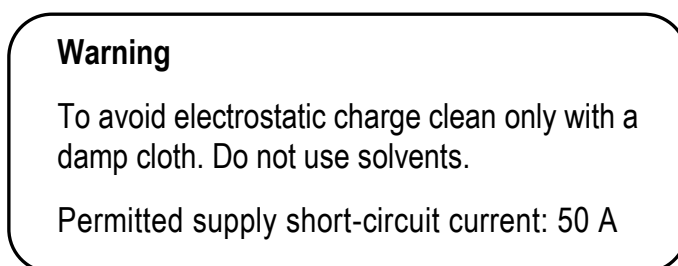 Warning
To avoid electrostatic charge clean only with a
damp cloth. Do not use solvents.
Permitted supply short-circuit current: 50 A